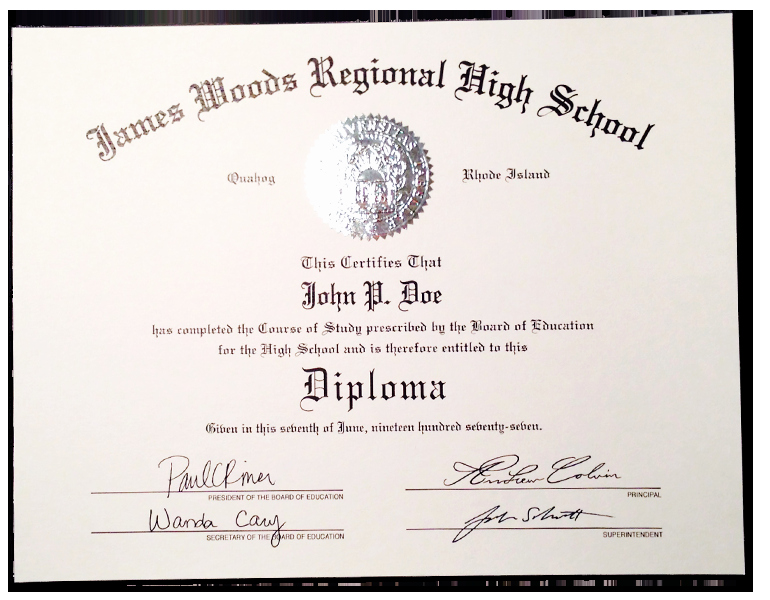 James Woods Regional High School
Quahog Rhode Island
This Certifies That
John P. Doe
has completed the Course of Study prescribed by the Board of Education
for the High School and is therefore entitled to this
Diploma
Given in this seventh of June, nineteen hundred seventy-seven.
Andrew Colvin
PRESIDENT OF THE BOARD OF EDUCATION
PRINCIPAL
Wanda Cary
SECRETARY OF THE BOARD OF EDUCATION
SUPERINTENDENT